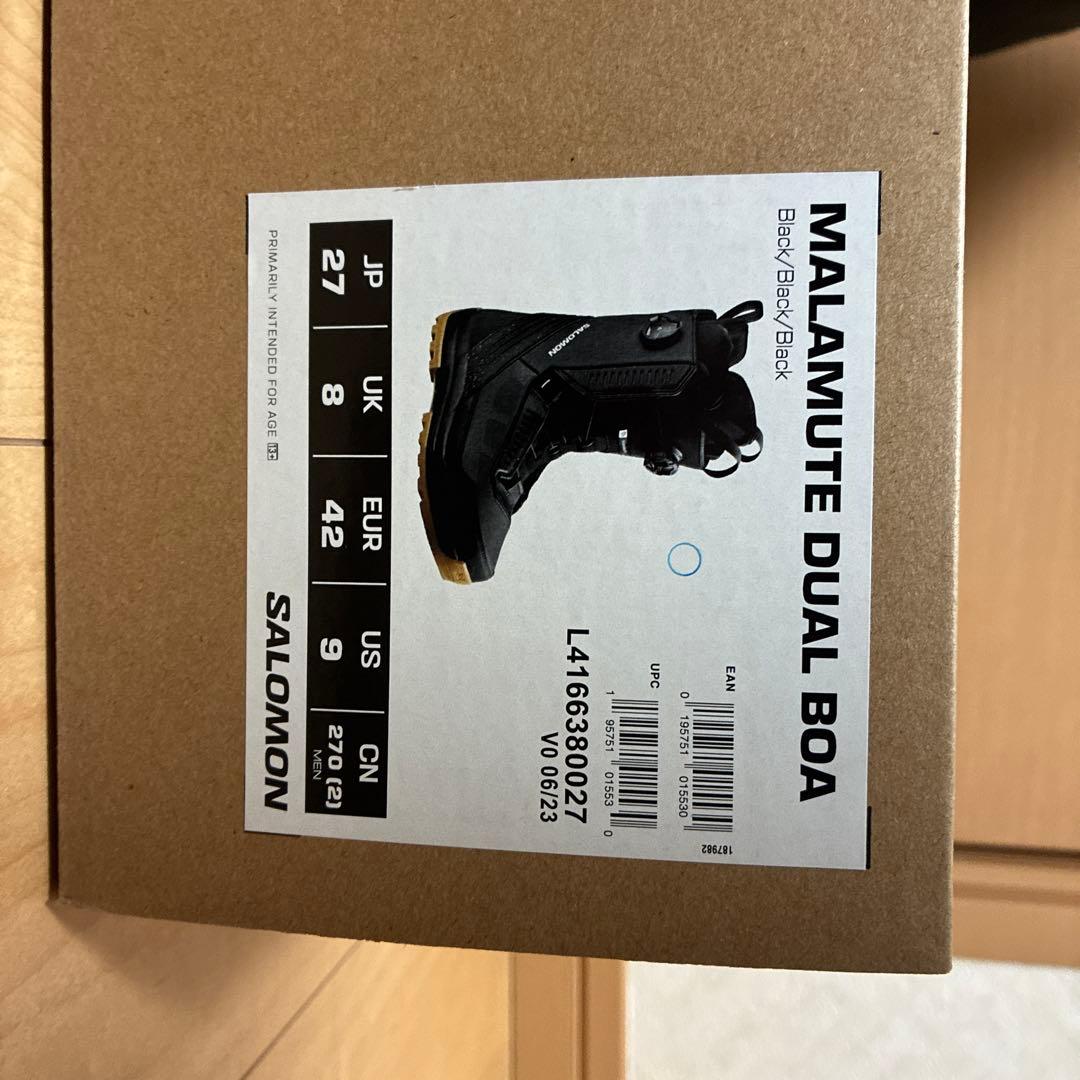 MALAMUTE DUAL BOA
Black/Black/Black
SALOMON
EAN
0 195751 015530
187982
UPC
1 95751 01553 0
L4166380027
V0 06/23
JP UK EUR US CN
27 8 42 9 270 (2)
MEN
PRIMARILY INTENDED FOR AGE 13+
SALOMON